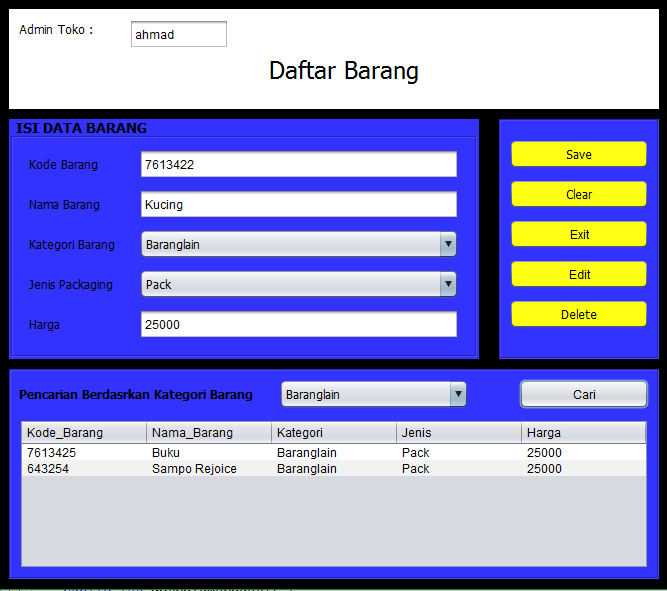 Admin Toko : ahmad
Daftar Barang
ISI DATA BARANG
Kode Barang 7613422
Nama Barang Kucing
Kategori Barang Baranglain
Jenis Packaging Pack
Harga 25000
Save
Clear
Exit
Edit
Delete
Pencarian Berdasrkan Kategori Barang Baranglain Cari
Kode_Barang Nama_Barang Kategori Jenis Harga
7613425 Buku Baranglain Pack 25000
643254 Sampo Rejoice Baranglain Pack 25000